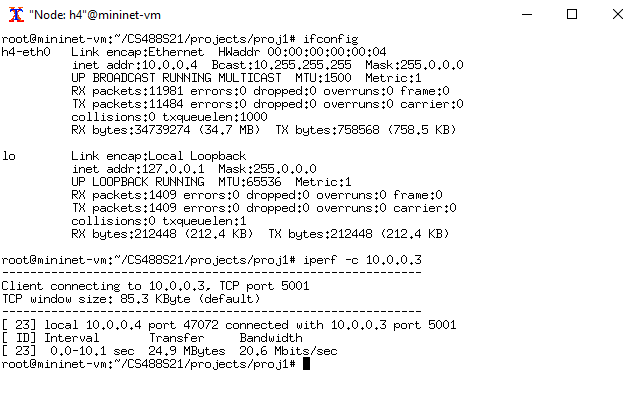 "Node: h4"@mininet-vm
root@mininet-vm:~/CS488S21/projects/proj1# ifconfig
h4-eth0   Link encap:Ethernet  HWaddr 00:00:00:00:00:04
          inet addr:10.0.0.4  Bcast:10.255.255.255  Mask:255.0.0.0
          UP BROADCAST RUNNING MULTICAST  MTU:1500  Metric:1
          RX packets:11981 errors:0 dropped:0 overruns:0 frame:0
          TX packets:11484 errors:0 dropped:0 overruns:0 carrier:0
          collisions:0 txqueuelen:1000
          RX bytes:34739274 (34.7 MB)  TX bytes:758568 (758.5 KB)
lo        Link encap:Local Loopback
          inet addr:127.0.0.1  Mask:255.0.0.0
          UP LOOPBACK RUNNING  MTU:65536  Metric:1
          RX packets:1409 errors:0 dropped:0 overruns:0 frame:0
          TX packets:1409 errors:0 dropped:0 overruns:0 carrier:0
          collisions:0 txqueuelen:1
          RX bytes:212448 (212.4 KB)  TX bytes:212448 (212.4 KB)
root@mininet-vm:~/CS488S21/projects/proj1# iperf -c 10.0.0.3
------------------------------------------------------------
Client connecting to 10.0.0.3, TCP port 5001
TCP window size: 85.3 KByte (default)
------------------------------------------------------------
[ 23] local 10.0.0.4 port 47072 connected with 10.0.0.3 port 5001
[ ID] Interval       Transfer     Bandwidth
[ 23]  0.0-10.1 sec  24.9 MBytes  20.6 Mbits/sec
root@mininet-vm:~/CS488S21/projects/proj1#